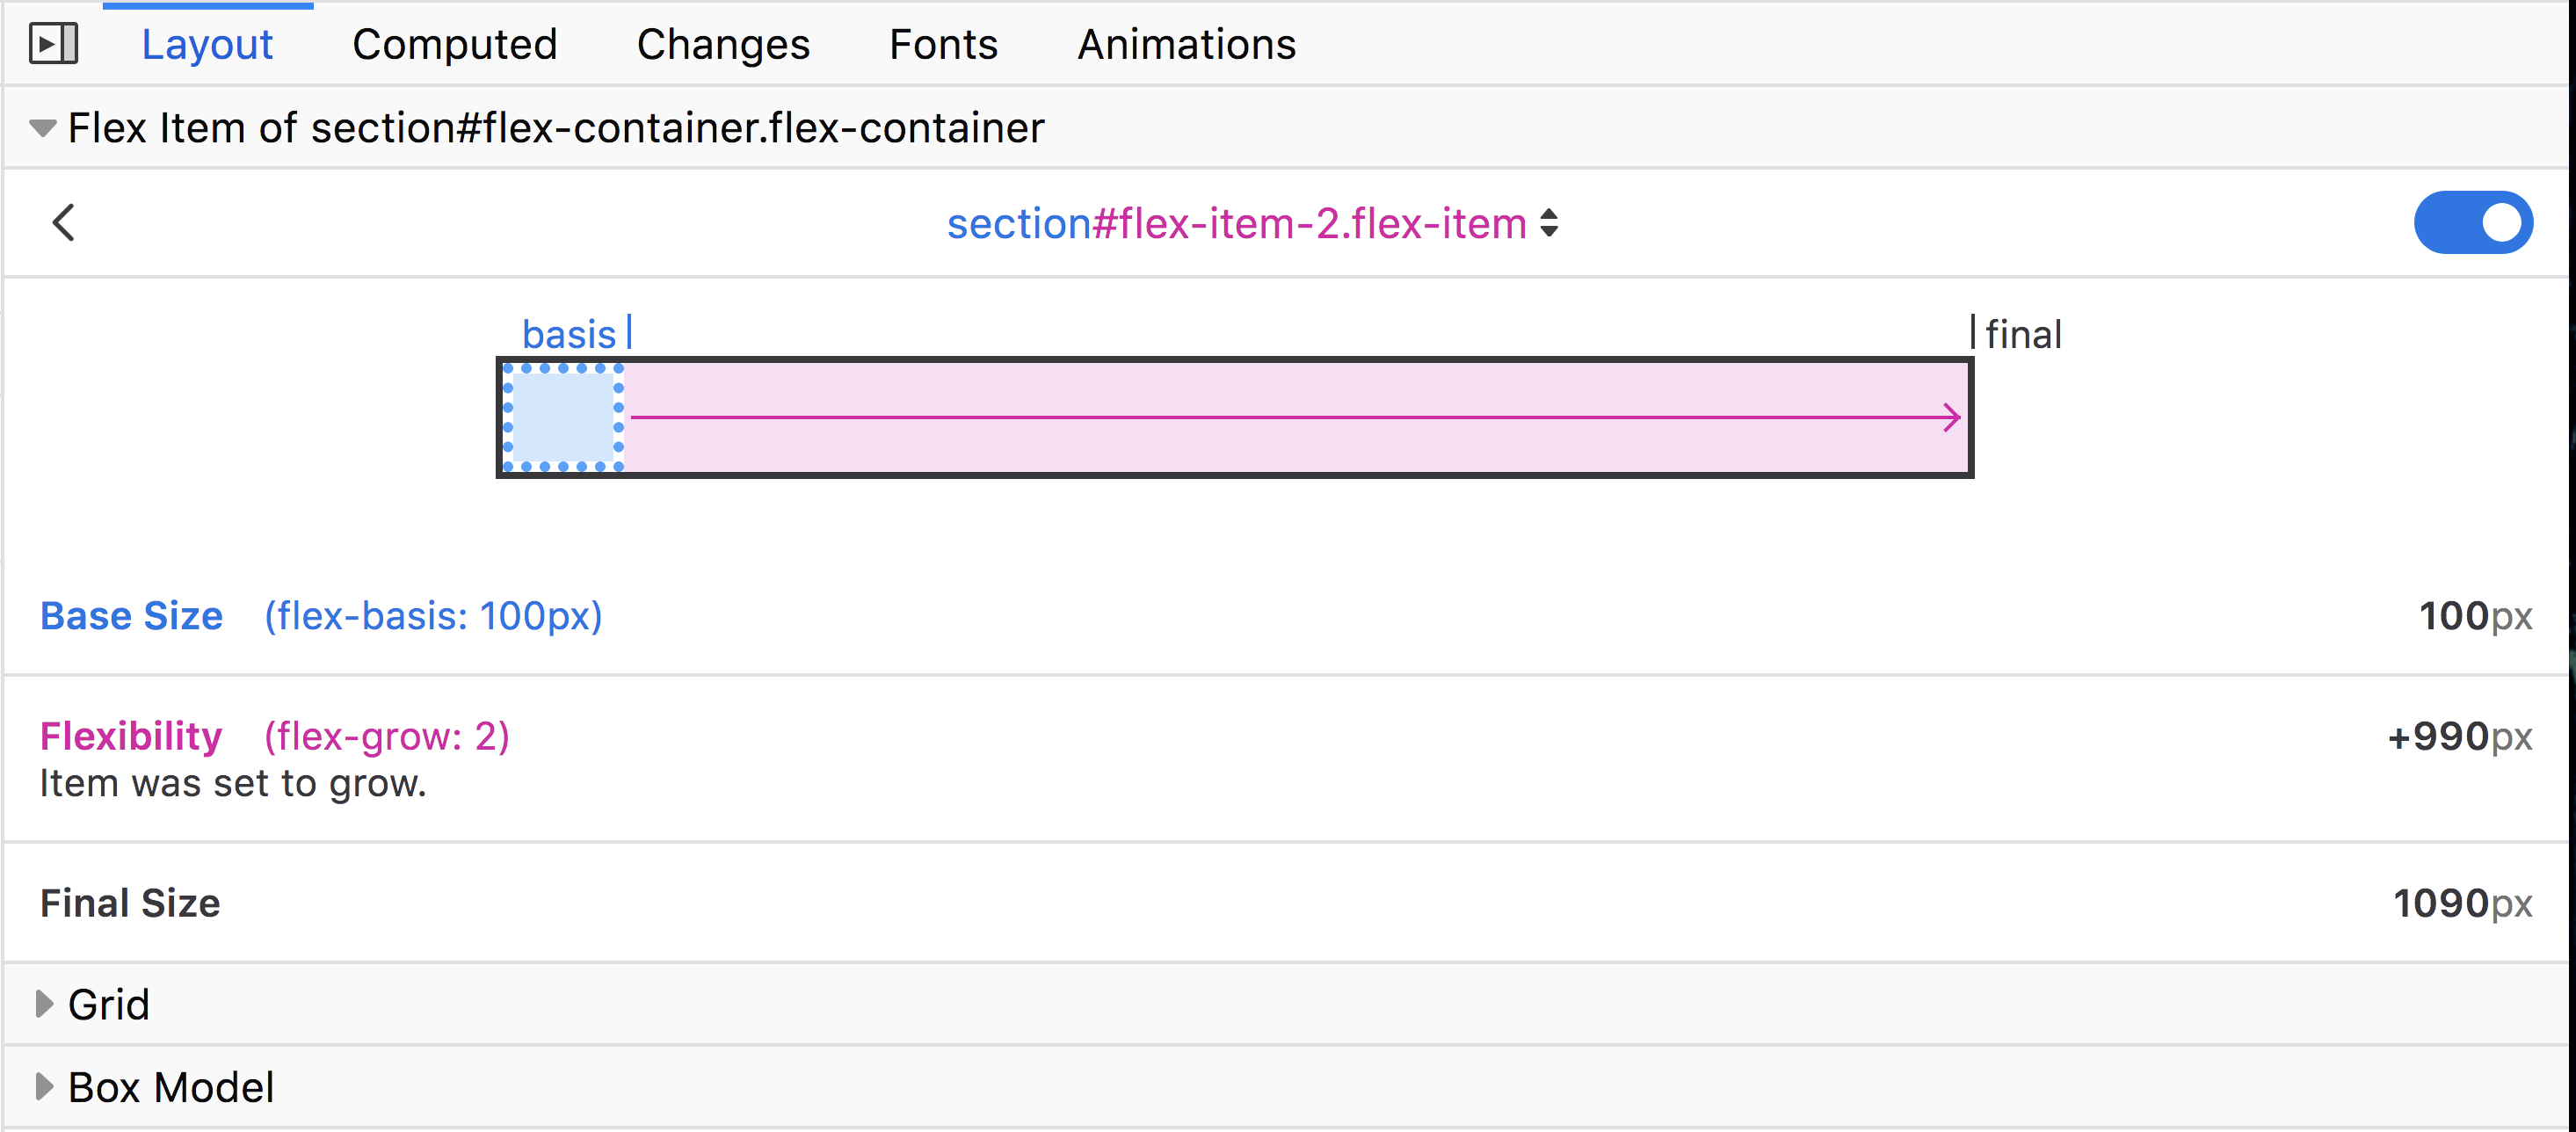 Layout Computed Changes Fonts Animations
Flex Item of section#flex-container.flex-container
section#flex-item-2.flex-item
basis final
Base Size (flex-basis: 100px) 100px
Flexibility (flex-grow: 2) +990px
Item was set to grow.
Final Size 1090px
Grid
Box Model